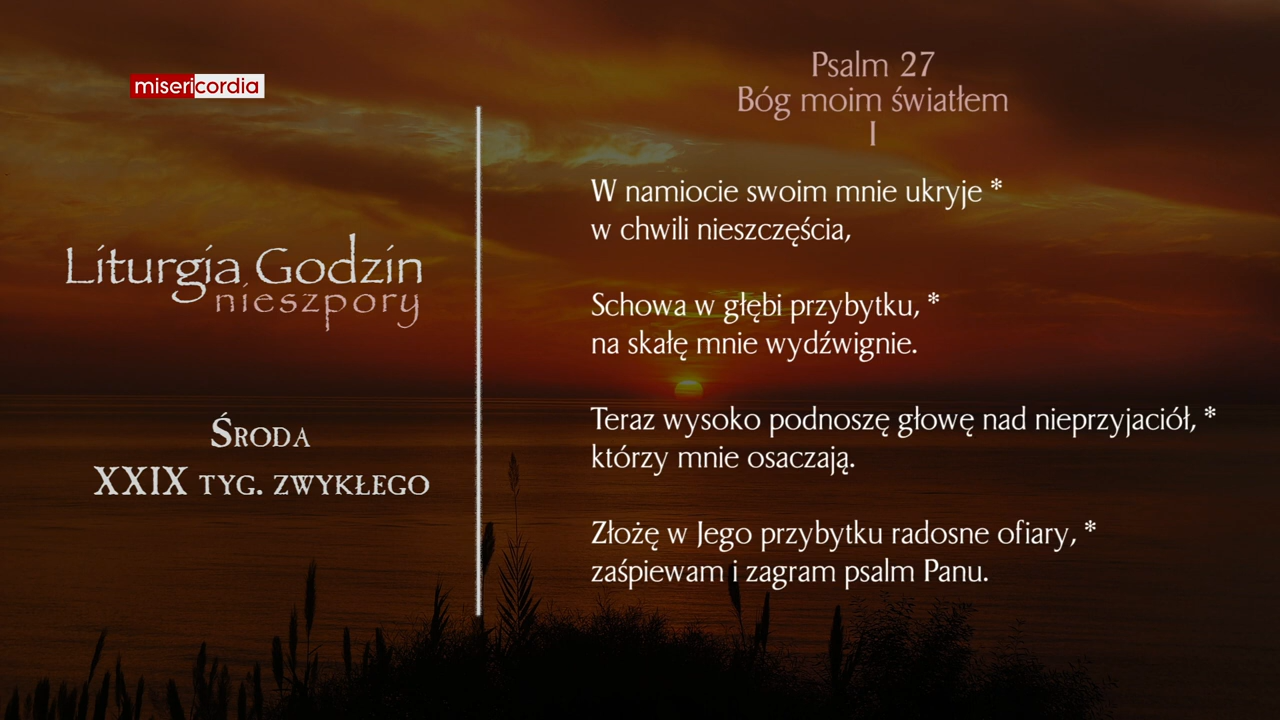 misericordia
Liturgia Godzin
nieszpory
Środa
XXIX tyg. zwykłego
Psalm 27
Bóg moim światłem
I
W namiocie swoim mnie ukryje *
w chwili nieszczęścia,
Schowa w głębi przybytku, *
na skałę mnie wydźwignie.
Teraz wysoko podnoszę głowę nad nieprzyjaciół, *
którzy mnie osaczają.
Złożę w Jego przybytku radosne ofiary, *
zaśpiewam i zagram psalm Panu.